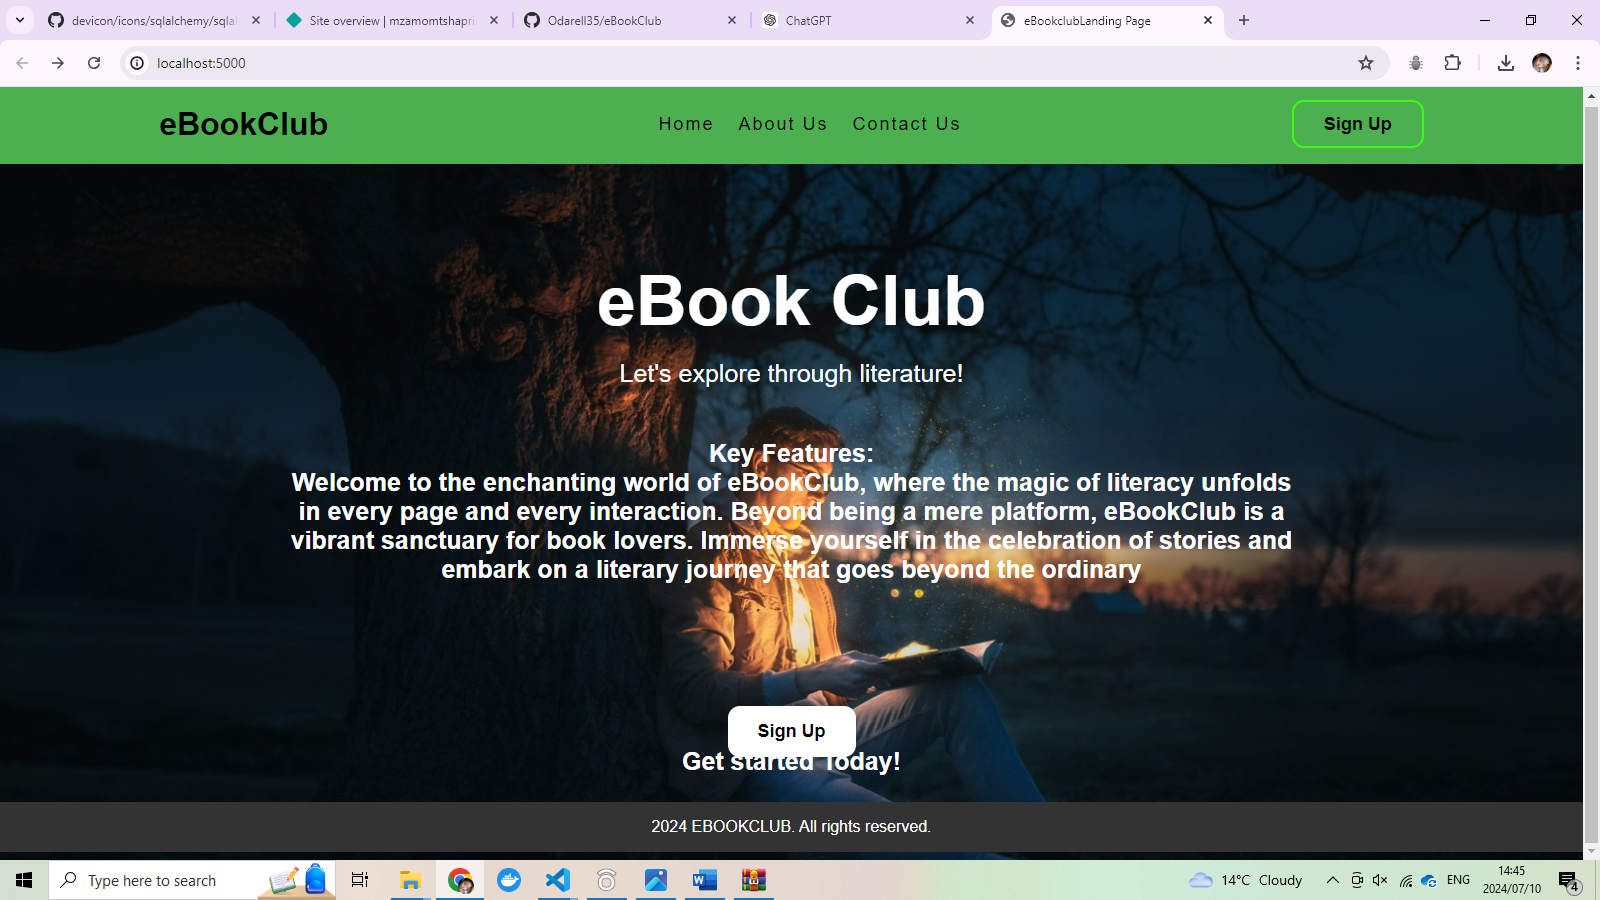 devicon/icons/sqlalchemy/sqlal
Site overview | mzamomtshapri
Odarell35/eBookClub
ChatGPT
eBookclubLanding Page
localhost:5000
eBookClub
Home
About Us
Contact Us
Sign Up
eBook Club
Let's explore through literature!
Key Features:
Welcome to the enchanting world of eBookClub, where the magic of literacy unfolds
in every page and every interaction. Beyond being a mere platform, eBookClub is a
vibrant sanctuary for book lovers. Immerse yourself in the celebration of stories and
embark on a literary journey that goes beyond the ordinary
Sign Up
Get started Today!
2024 EBOOKCLUB. All rights reserved.
Type here to search
W
14°C Cloudy
ENG
14:45
2024/07/10
4